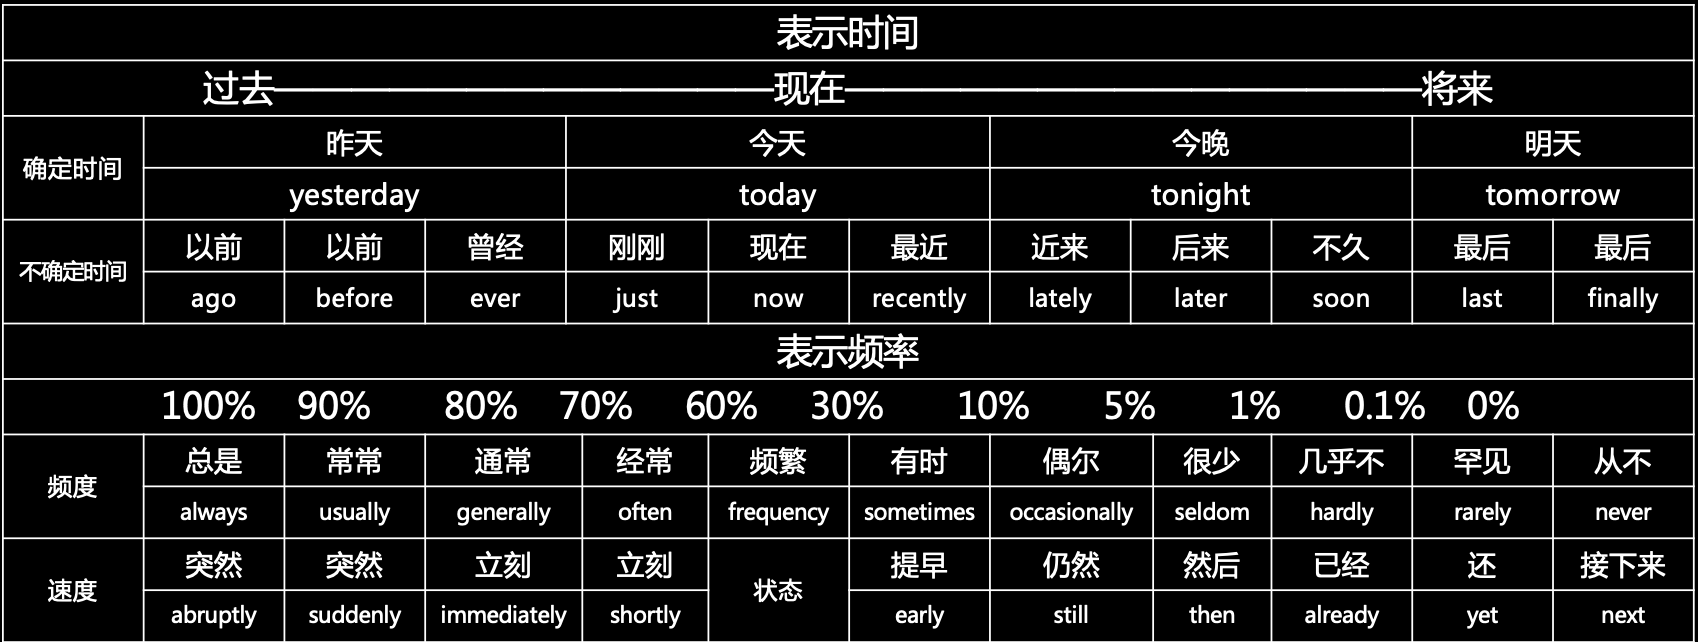 表示时间
过去——————————————现在————————————————将来
确定时间 昨天 今天 今晚 明天
yesterday today tonight tomorrow
不确定时间 以前 以前 曾经 刚刚 现在 最近 近来 后来 不久 最后 最后
ago before ever just now recently lately later soon last finally
表示频率
100% 90% 80% 70% 60% 30% 10% 5% 1% 0.1% 0%
频度 总是 常常 通常 经常 频繁 有时 偶尔 很少 几乎不 罕见 从不
always usually generally often frequency sometimes occasionally seldom hardly rarely never
速度 突然 突然 立刻 立刻 状态 提早 仍然 然后 已经 还 接下来
abruptly suddenly immediately shortly early still then already yet next